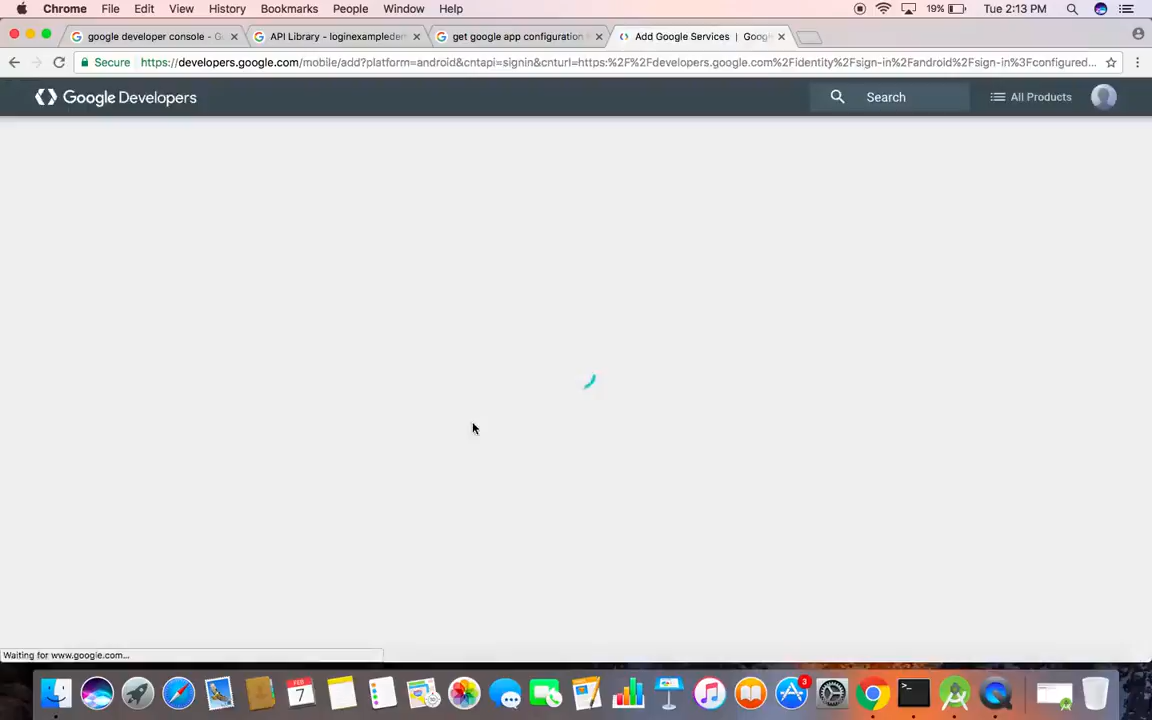 Chrome File Edit View History Bookmarks People Window Help 19% Tue 2:13 PM
google developer console - G API Library - loginexampledem get google app configuration Add Google Services | Goog
Secure https://developers.google.com/mobile/add?platform=android&cntapi=signin&cnturl=https:%2F%2Fdevelopers.google.com%2Fidentity%2Fsign-in%2Fandroid%2Fsign-in%3Fconfigured...
Google Developers Search All Products
Waiting for www.google.com...
FEB
7
3